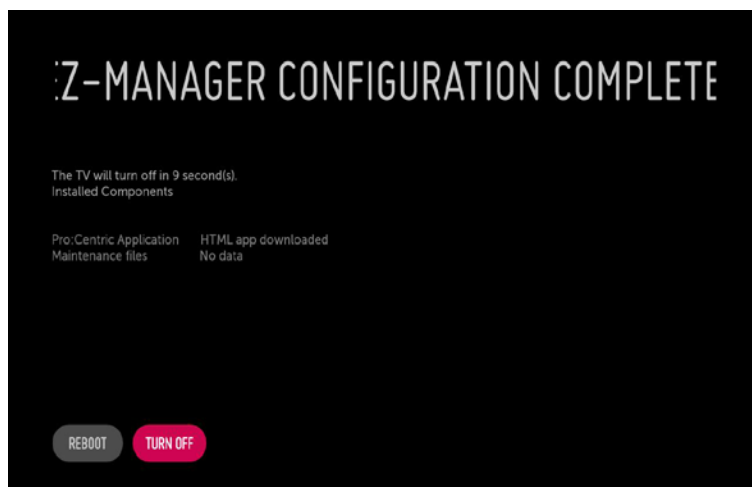 EZ-MANAGER CONFIGURATION COMPLETE
The TV will turn off in 9 second(s).
Installed Components
Pro:Centric Application HTML app downloaded
Maintenance files No data
REBOOT TURN OFF